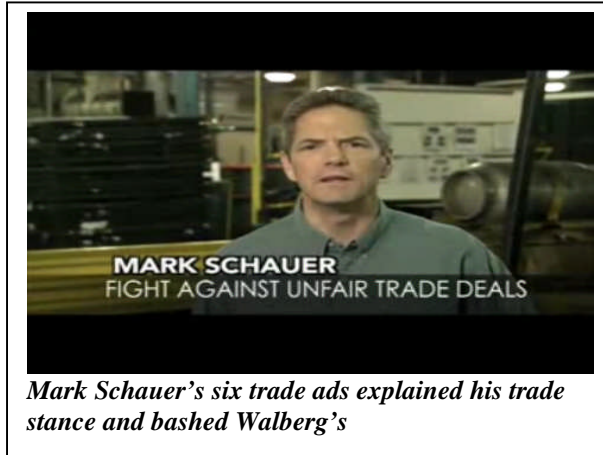 MARK SCHAUER
FIGHT AGAINST UNFAIR TRADE DEALS
Mark Schauer's six trade ads explained his trade
stance and bashed Walberg's